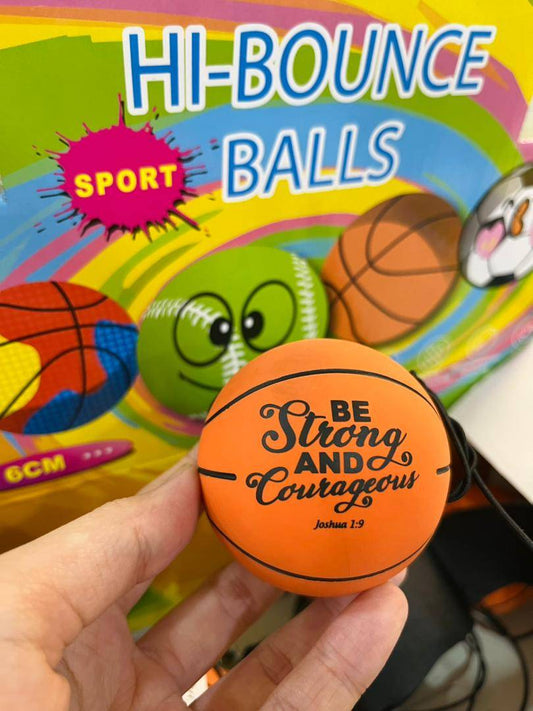 HI-BOUNCE
SPORT BALLS
6CM >>>
BE
Strong
AND
Courageous
Joshua 1:9